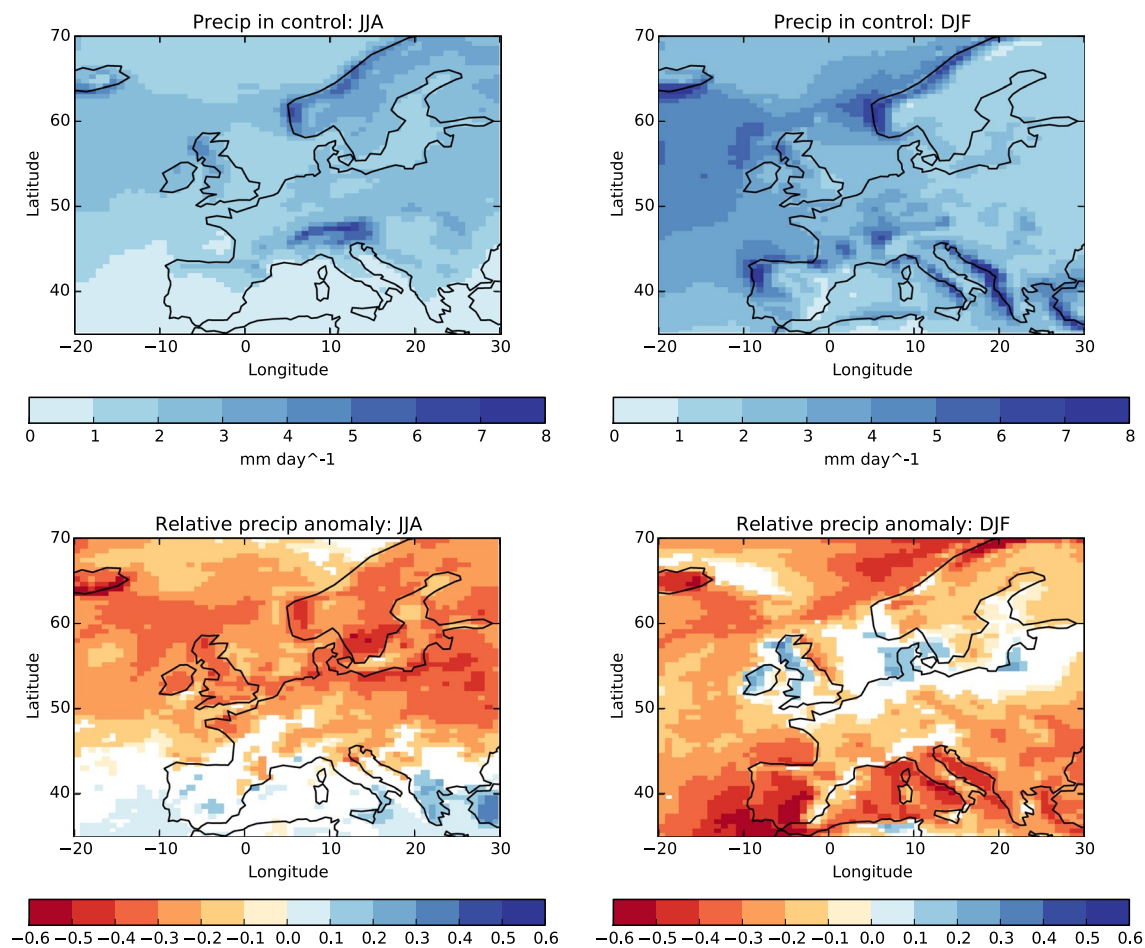 Precip in control: JJA
70
60
50
40
Latitude
−20 −10 0 10 20 30
Longitude
0 1 2 3 4 5 6 7 8
mm day^-1
Precip in control: DJF
70
60
50
40
Latitude
−20 −10 0 10 20 30
Longitude
0 1 2 3 4 5 6 7 8
mm day^-1
Relative precip anomaly: JJA
70
60
50
40
Latitude
−20 −10 0 10 20 30
Longitude
−0.6 −0.5 −0.4 −0.3 −0.2 −0.1 0.0 0.1 0.2 0.3 0.4 0.5 0.6
Relative precip anomaly: DJF
70
60
50
40
Latitude
−20 −10 0 10 20 30
Longitude
−0.6 −0.5 −0.4 −0.3 −0.2 −0.1 0.0 0.1 0.2 0.3 0.4 0.5 0.6